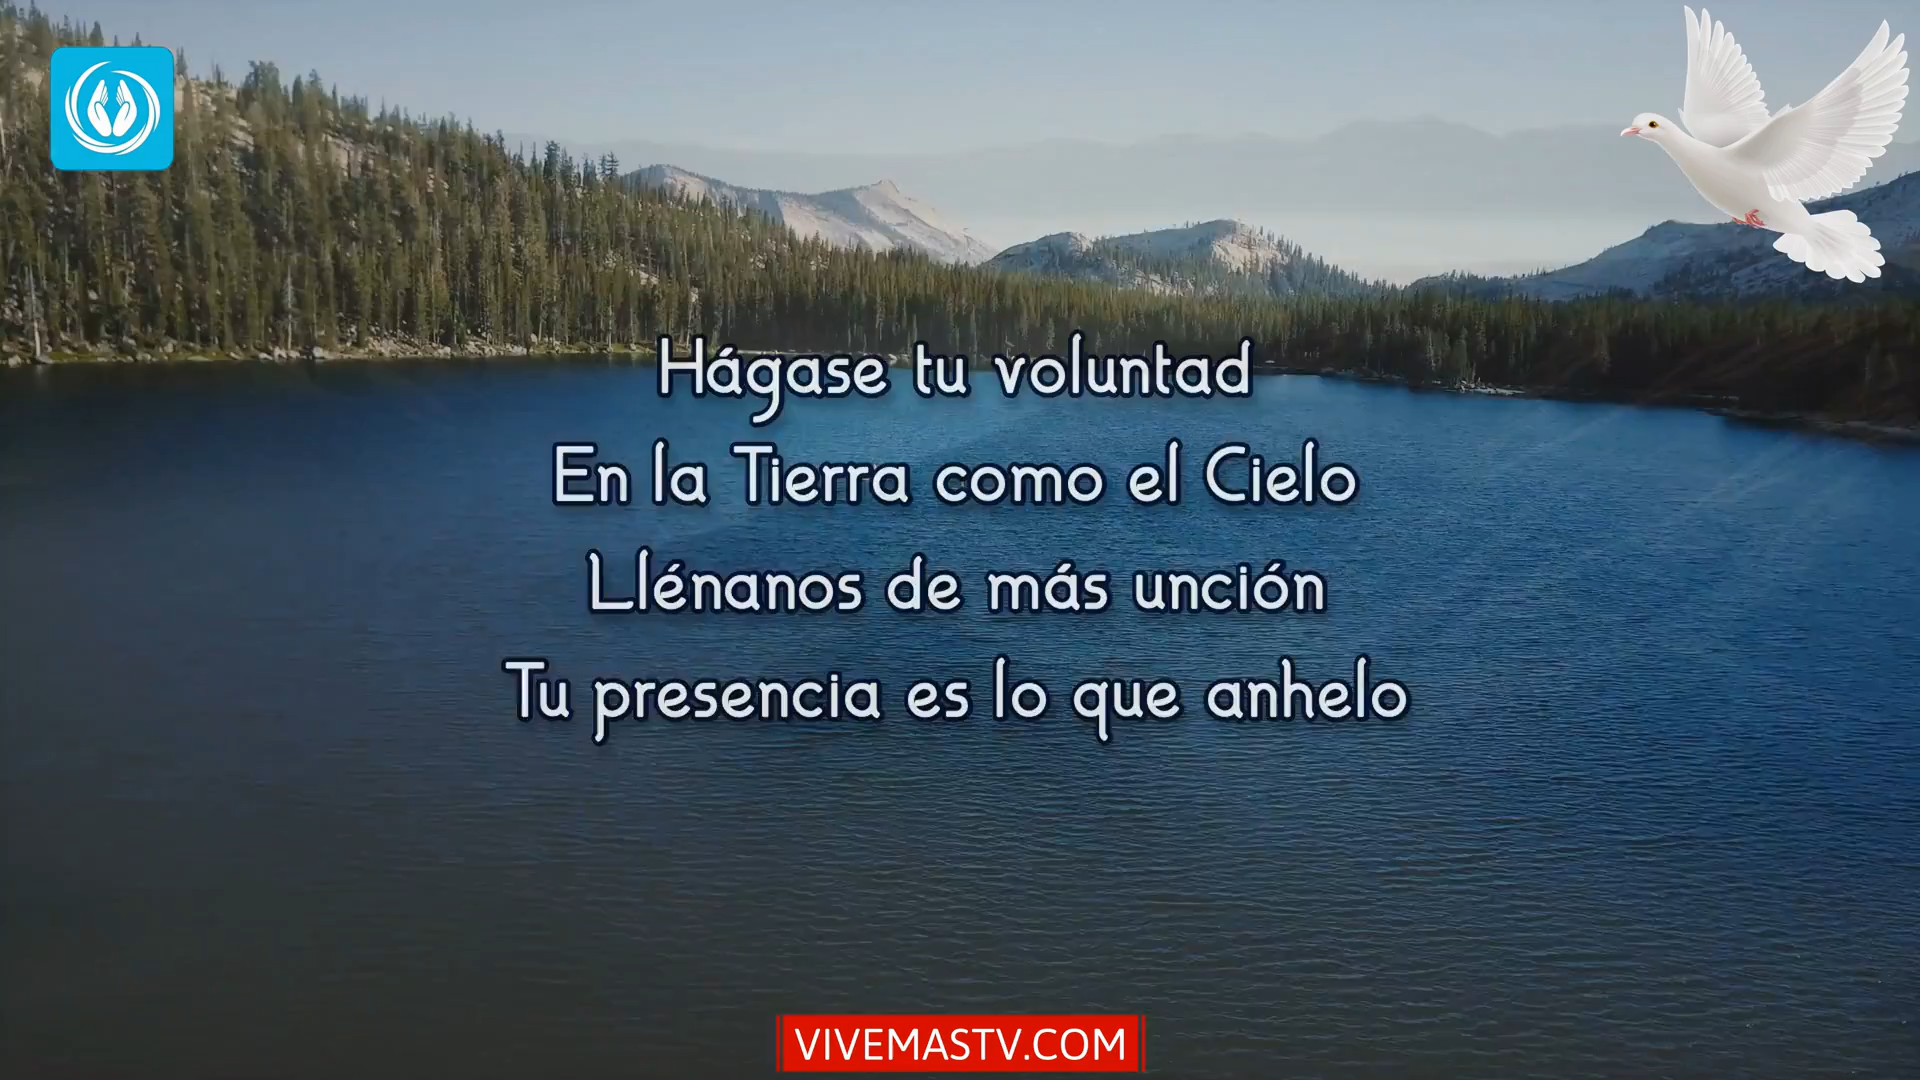 Hágase tu voluntad
En la Tierra como el Cielo
Llénanos de más unción
Tu presencia es lo que anhelo
VIVEMASTV.COM